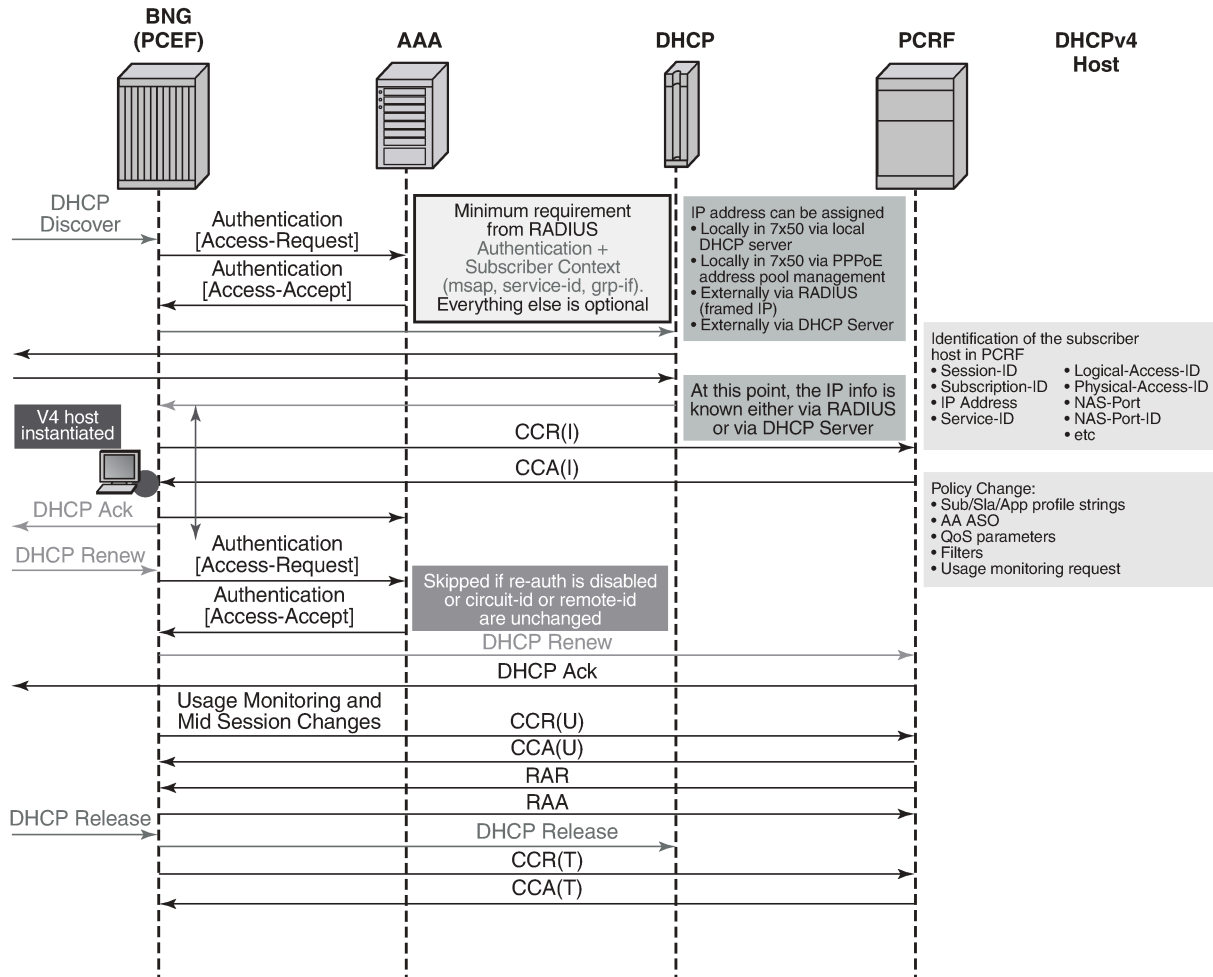 BNG
(PCEF)
AAA
DHCP
PCRF
DHCPv4
Host
DHCP
Discover
Authentication
[Access-Request]
Authentication
[Access-Accept]
Minimum requirement
from RADIUS
Authentication +
Subscriber Context
(msap, service-id, grp-if).
Everything else is optional
IP address can be assigned
• Locally in 7x50 via local
DHCP server
• Locally in 7x50 via PPPoE
address pool management
• Externally via RADIUS
(framed IP)
• Externally via DHCP Server
Identification of the subscriber
host in PCRF
• Session-ID
• Subscription-ID
• IP Address
• Service-ID
• Logical-Access-ID
• Physical-Access-ID
• NAS-Port
• NAS-Port-ID
• etc
At this point, the IP info is
known either via RADIUS
or via DHCP Server
V4 host
instantiated
CCR(I)
CCA(I)
Policy Change:
• Sub/Sla/App profile strings
• AA ASO
• QoS parameters
• Filters
• Usage monitoring request
DHCP Ack
DHCP Renew
Authentication
[Access-Request]
Authentication
[Access-Accept]
Skipped if re-auth is disabled
or circuit-id or remote-id
are unchanged
DHCP Renew
DHCP Ack
Usage Monitoring and
Mid Session Changes
CCR(U)
CCA(U)
RAR
RAA
DHCP Release
DHCP Release
CCR(T)
CCA(T)